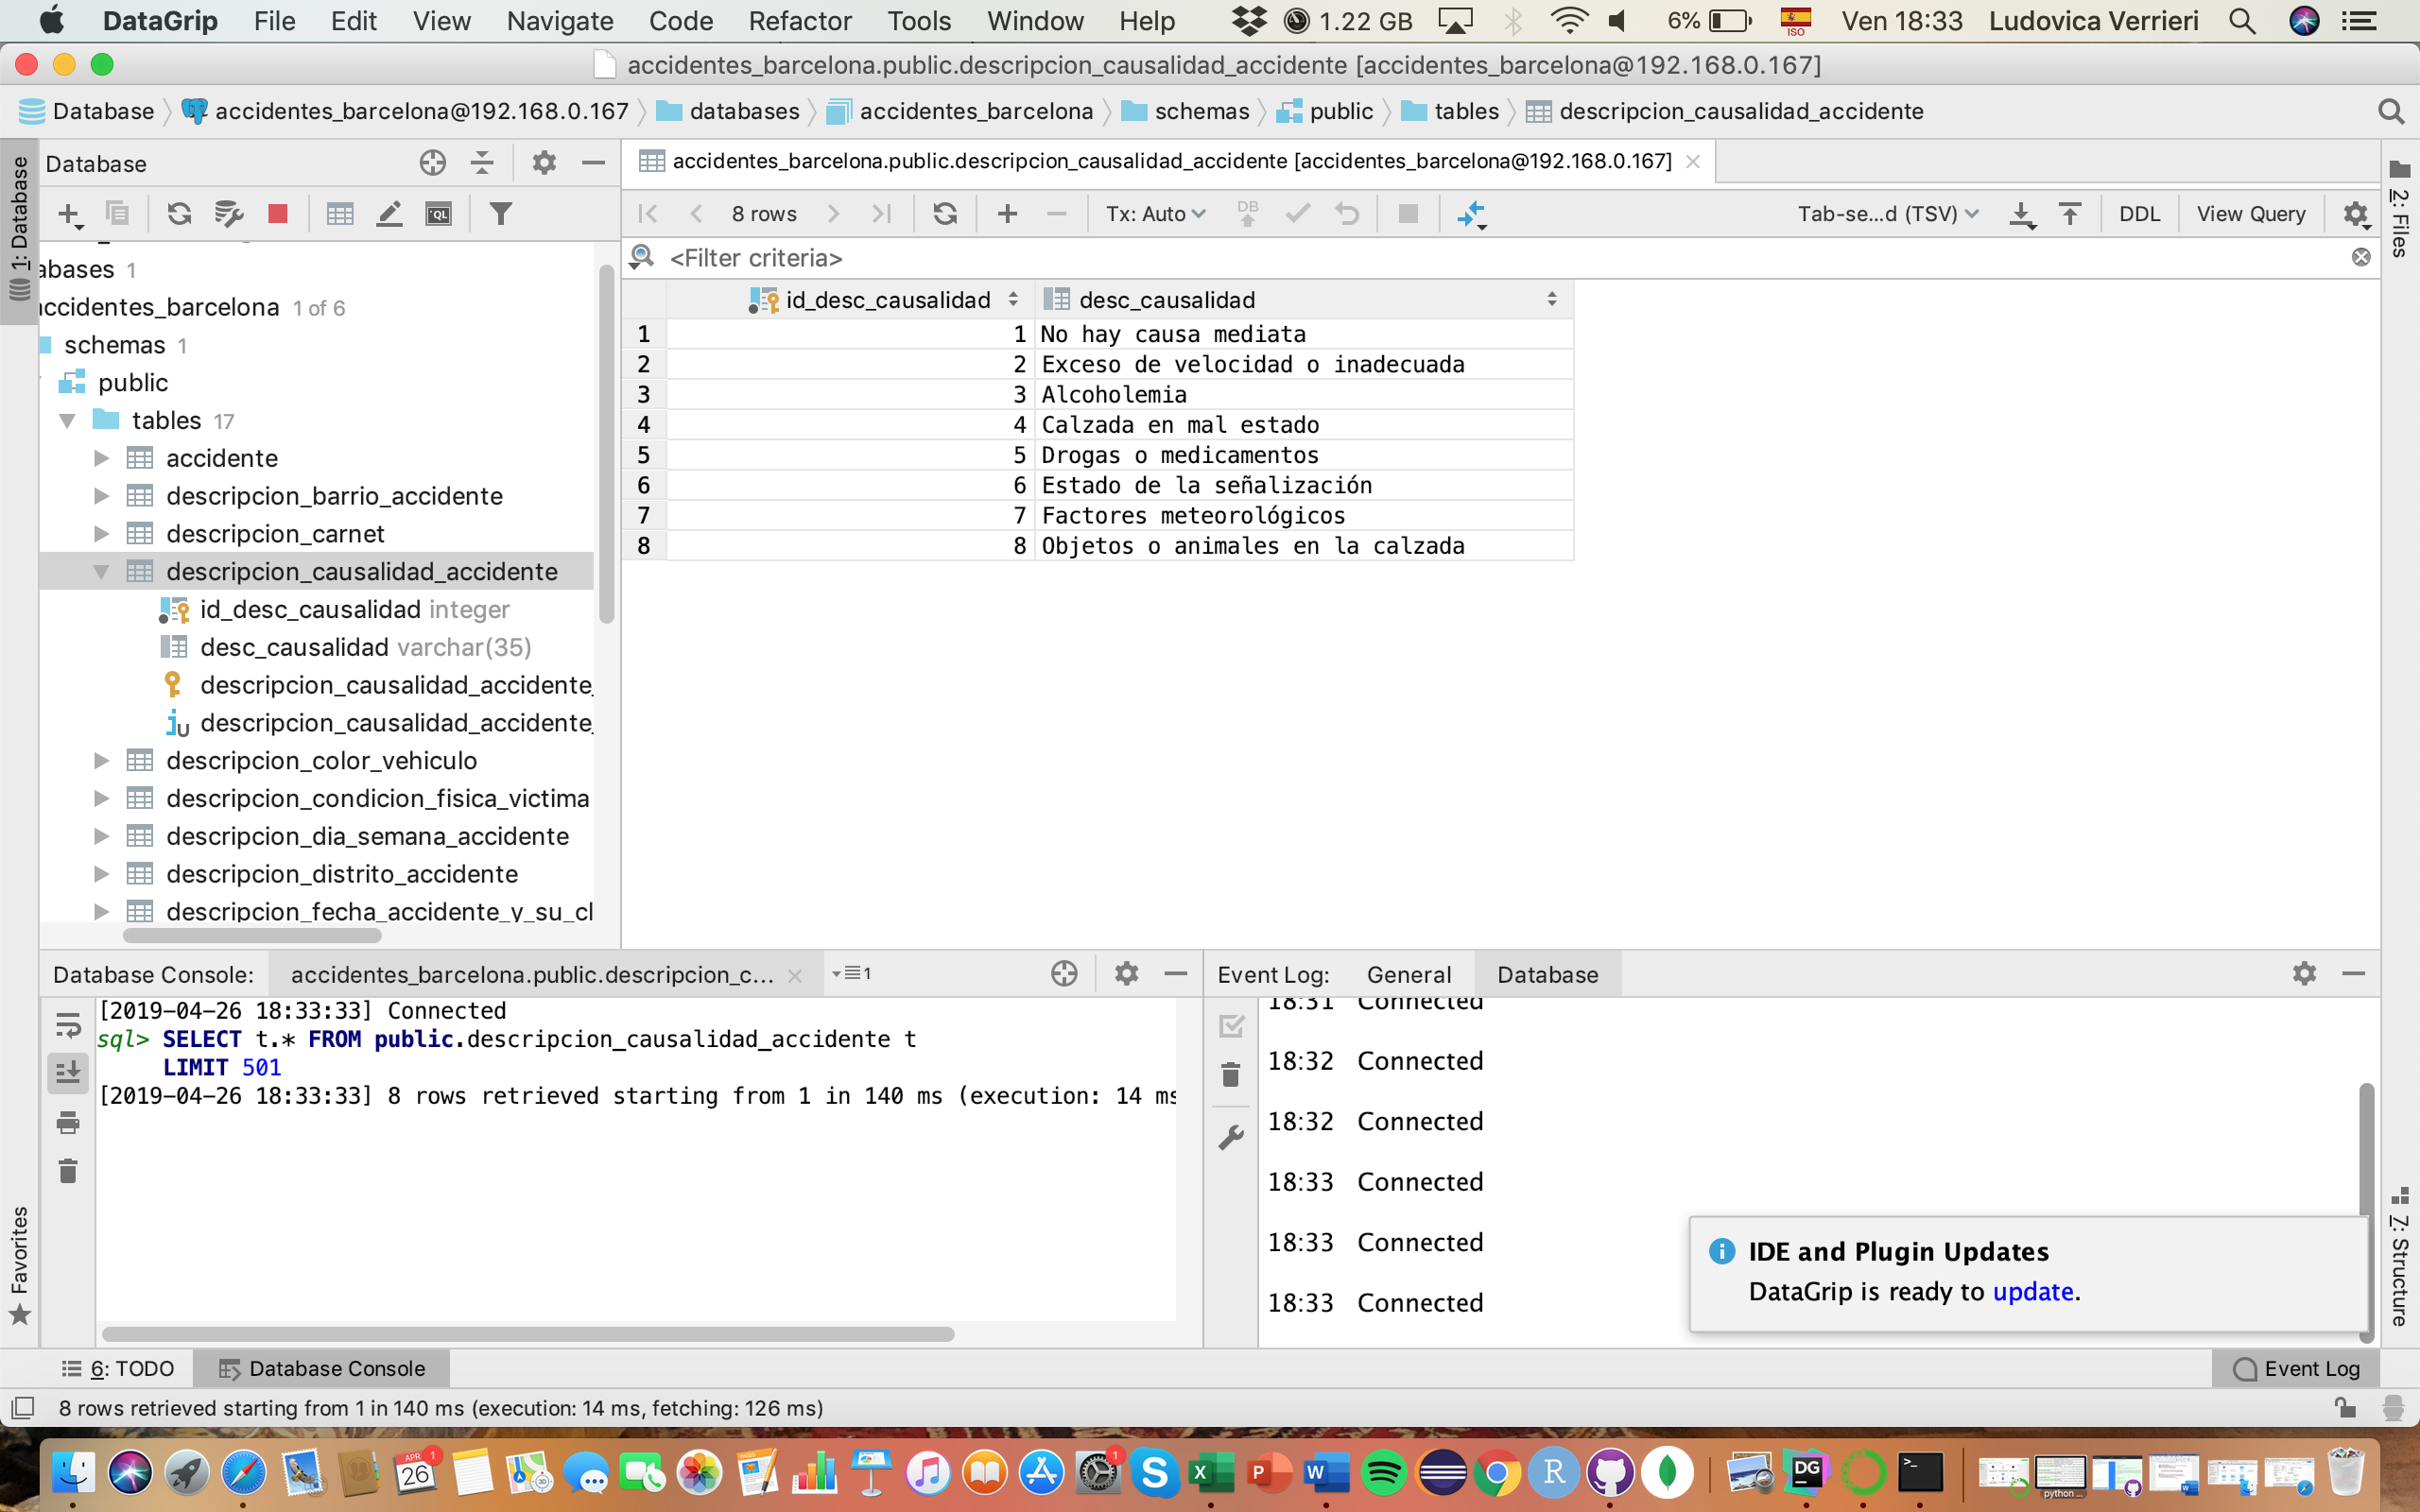 DataGrip File Edit View Navigate Code Refactor Tools Window Help 1.22 GB 6% ISO Ven 18:33 Ludovica Verrieri
accidentes_barcelona.public.descripcion_causalidad_accidente [accidentes_barcelona@192.168.0.167]
Database accidentes_barcelona@192.168.0.167 databases accidentes_barcelona schemas public tables descripcion_causalidad_accidente
1: Database
Database
abases 1
accidentes_barcelona 1 of 6
schemas 1
public
tables 17
accidente
descripcion_barrio_accidente
descripcion_carnet
descripcion_causalidad_accidente
id_desc_causalidad integer
desc_causalidad varchar(35)
descripcion_causalidad_accidente_
descripcion_causalidad_accidente_
descripcion_color_vehiculo
descripcion_condicion_fisica_victima
descripcion_dia_semana_accidente
descripcion_distrito_accidente
descripcion_fecha_accidente_y_su_cl
accidentes_barcelona.public.descripcion_causalidad_accidente [accidentes_barcelona@192.168.0.167]
8 rows Tx: Auto DB Tab-se...d (TSV) DDL View Query
<Filter criteria>
id_desc_causalidad desc_causalidad
1 1 No hay causa mediata
2 2 Exceso de velocidad o inadecuada
3 3 Alcoholemia
4 4 Calzada en mal estado
5 5 Drogas o medicamentos
6 6 Estado de la señalización
7 7 Factores meteorológicos
8 8 Objetos o animales en la calzada
2: Files
Database Console: accidentes_barcelona.public.descripcion_c... 1
[2019-04-26 18:33:33] Connected
sql> SELECT t.* FROM public.descripcion_causalidad_accidente t
LIMIT 501
[2019-04-26 18:33:33] 8 rows retrieved starting from 1 in 140 ms (execution: 14 ms
Event Log: General Database
18:31 Connected
18:32 Connected
18:32 Connected
18:33 Connected
18:33 Connected
18:33 Connected
IDE and Plugin Updates
DataGrip is ready to update.
Favorites
7: Structure
6: TODO Database Console Event Log
8 rows retrieved starting from 1 in 140 ms (execution: 14 ms, fetching: 126 ms)
APR 26 1 1 S X P W R DG >_ python ...